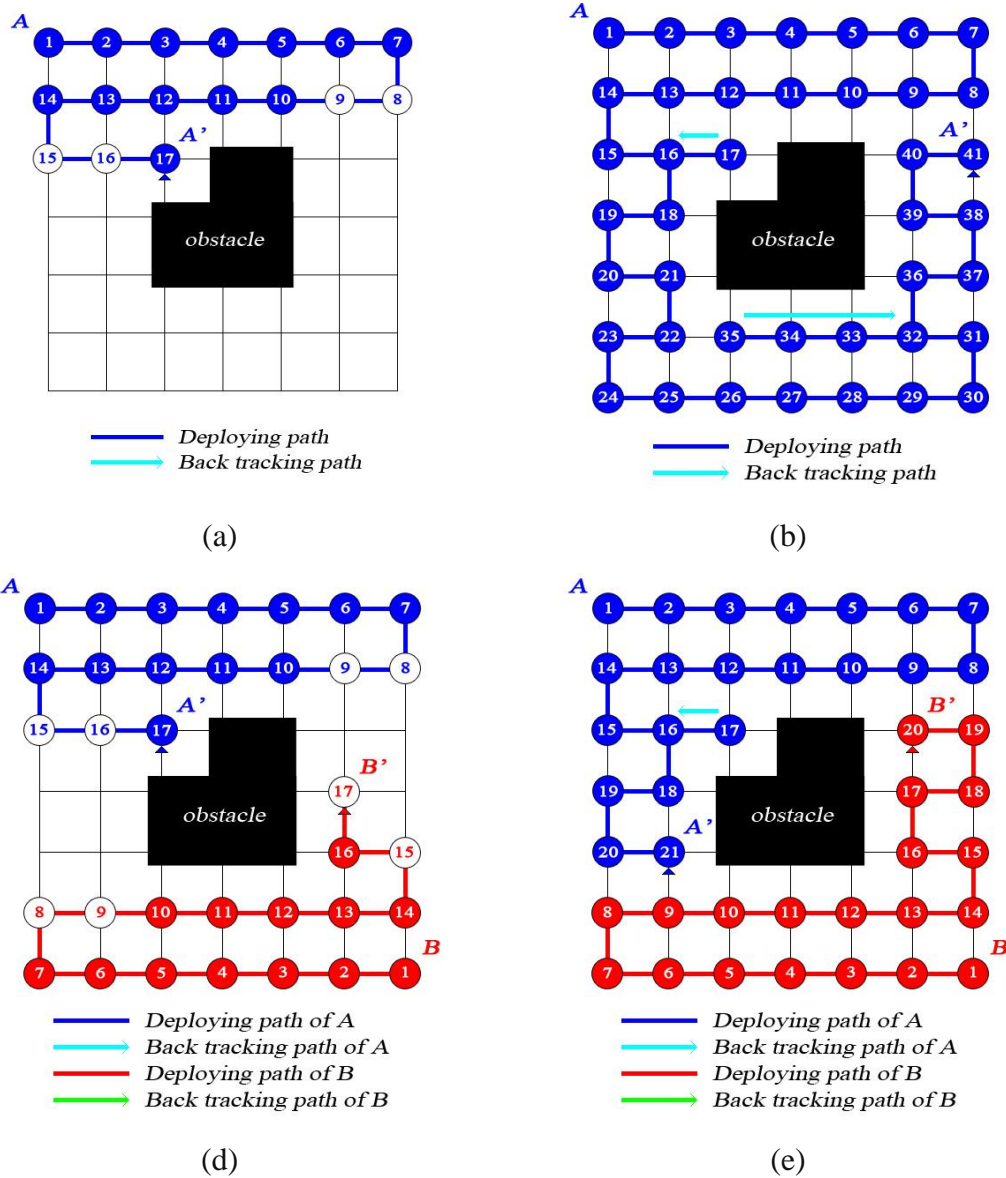 A
1 2 3 4 5 6 7
14 13 12 11 10 9 8
A'
15 16 17
obstacle
Deploying path
Back tracking path
(a)
A
1 2 3 4 5 6 7
14 13 12 11 10 9 8
A'
15 16 17 40 41
19 18 obstacle 39 38
20 21 36 37
23 22 35 34 33 32 31
24 25 26 27 28 29 30
Deploying path
Back tracking path
(b)
A
1 2 3 4 5 6 7
14 13 12 11 10 9 8
A'
15 16 17
B'
17
obstacle
16 15
8 9 10 11 12 13 14
B
7 6 5 4 3 2 1
Deploying path of A
Back tracking path of A
Deploying path of B
Back tracking path of B
(d)
A
1 2 3 4 5 6 7
14 13 12 11 10 9 8
B'
15 16 17 20 19
19 18 17 18
A' obstacle
20 21 16 15
8 9 10 11 12 13 14
B
7 6 5 4 3 2 1
Deploying path of A
Back tracking path of A
Deploying path of B
Back tracking path of B
(e)